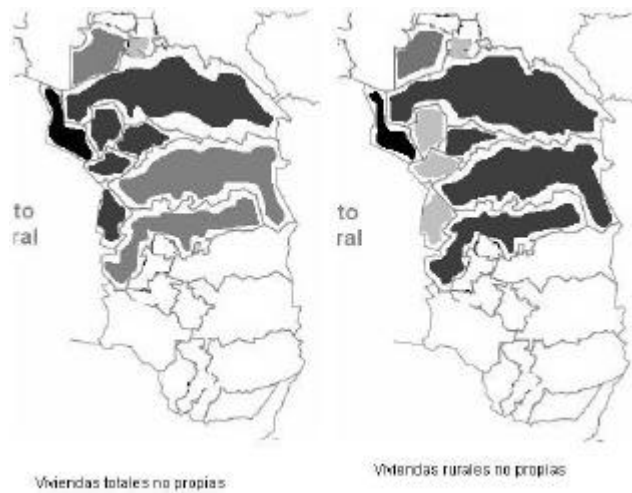 to
ral
to
ral
Viviendas totales no propias
Viviendas rurales no propias